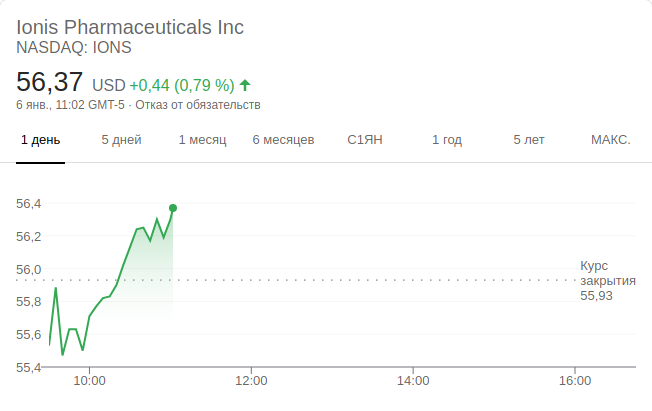 Ionis Pharmaceuticals Inc
NASDAQ: IONS
56,37 USD +0,44 (0,79 %)
6 янв., 11:02 GMT-5 · Отказ от обязательств
1 день 5 дней 1 месяц 6 месяцев С1ЯН 1 год 5 лет МАКС.
56,4
56,2
56,0
Курс
закрытия
55,93
55,8
55,6
55,4
10:00 12:00 14:00 16:00